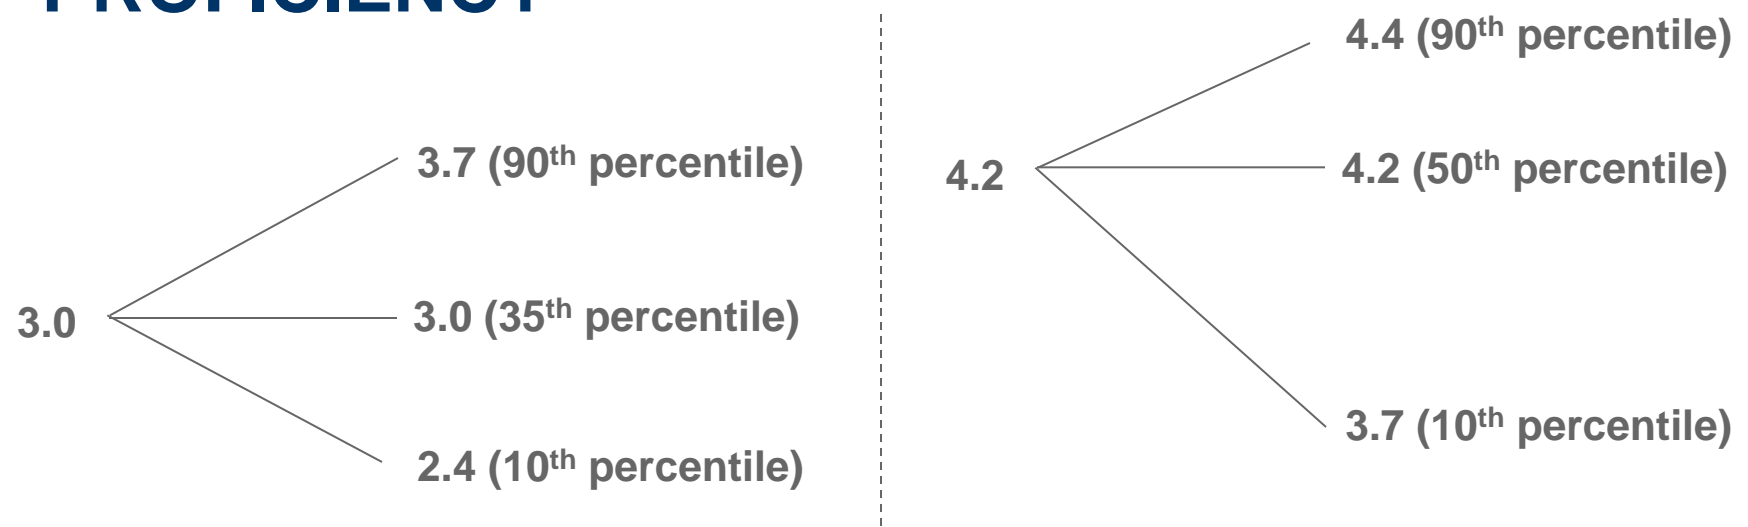 PROFICIENCY
3.0
3.7 (90th percentile)
3.0 (35th percentile)
2.4 (10th percentile)
4.2
4.4 (90th percentile)
4.2 (50th percentile)
3.7 (10th percentile)